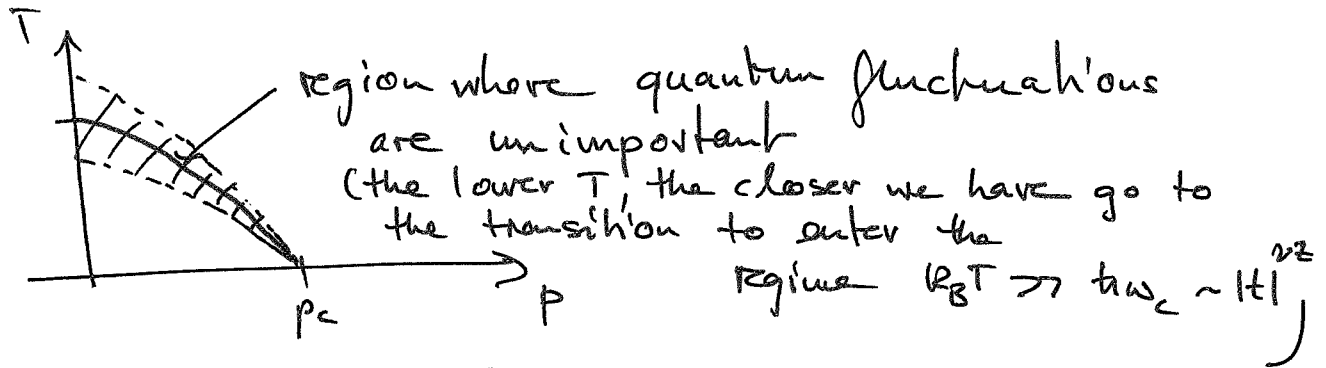 T
region where quantum fluctuations
are unimportant
(the lower T, the closer we have go to
the transition to enter the
regime k_BT >> ħω_c ~ |t|^{νz})
p_c
p